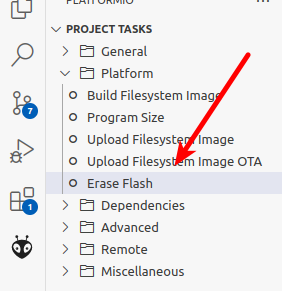 PLATFORMIO
PROJECT TASKS
General
Platform
Build Filesystem Image
Program Size
Upload Filesystem Image
Upload Filesystem Image OTA
Erase Flash
Dependencies
Advanced
Remote
Miscellaneous
7
1